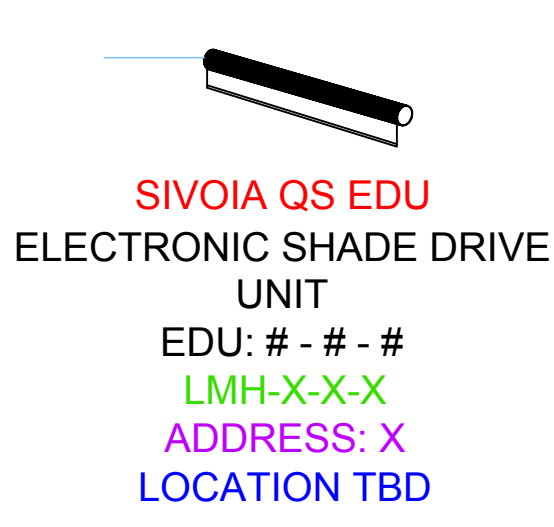 SIVOIA QS EDU
ELECTRONIC SHADE DRIVE
UNIT
EDU: # - # - #
LMH-X-X-X
ADDRESS: X
LOCATION TBD